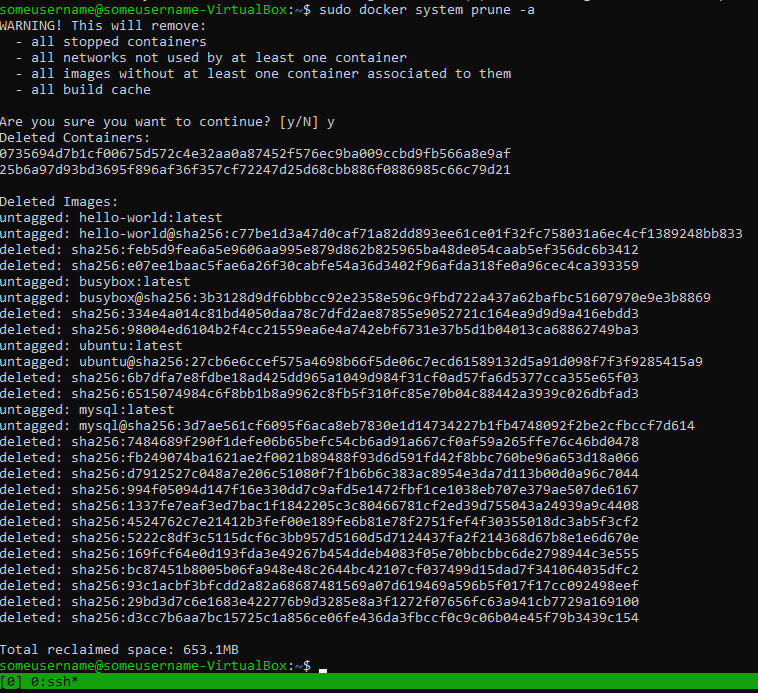 someusername@someusername-VirtualBox:~$ sudo docker system prune -a
WARNING! This will remove:
  - all stopped containers
  - all networks not used by at least one container
  - all images without at least one container associated to them
  - all build cache

Are you sure you want to continue? [y/N] y
Deleted Containers:
0735694d7b1cf00675d572c4e32aa0a87452f576ec9ba009ccbd9fb566a8e9af
25b6a97d93bd3695f896af36f357cf72247d25d68cbb886f0886985c66c79d21

Deleted Images:
untagged: hello-world:latest
untagged: hello-world@sha256:c77be1d3a47d0caf71a82dd893ee61ce01f32fc758031a6ec4cf1389248bb833
deleted: sha256:feb5d9fea6a5e9606aa995e879d862b825965ba48de054caab5ef356dc6b3412
deleted: sha256:e07ee1baac5fae6a26f30cabfe54a36d3402f96afda318fe0a96cec4ca393359
untagged: busybox:latest
untagged: busybox@sha256:3b3128d9df6bbbcc92e2358e596c9fbd722a437a62bafbc51607970e9e3b8869
deleted: sha256:334e4a014c81bd4050daa78c7dfd2ae87855e9052721c164ea9d9d9a416ebdd3
deleted: sha256:98004ed6104b2f4cc21559ea6e4a742ebf6731e37b5d1b04013ca68862749ba3
untagged: ubuntu:latest
untagged: ubuntu@sha256:27cb6e6ccef575a4698b66f5de06c7ecd61589132d5a91d098f7f3f9285415a9
deleted: sha256:6b7dfa7e8fdbe18ad425dd965a1049d984f31cf0ad57fa6d5377cca355e65f03
deleted: sha256:6515074984c6f8bb1b8a9962c8fb5f310fc85e70b04c88442a3939c026dbfad3
untagged: mysql:latest
untagged: mysql@sha256:3d7ae561cf6095f6aca8eb7830e1d14734227b1fb4748092f2be2cfbccf7d614
deleted: sha256:7484689f290f1defe06b65befc54cb6ad91a667cf0af59a265ffe76c46bd0478
deleted: sha256:fb249074ba1621ae2f0021b89488f93d6d591fd42f8bbc760be96a653d18a066
deleted: sha256:d7912527c048a7e206c51080f7f1b6b6c383ac8954e3da7d113b00d0a96c7044
deleted: sha256:994f05094d147f16e330dd7c9afd5e1472fbf1ce1038eb707e379ae507de6167
deleted: sha256:1337fe7eaf3ed7bac1f1842205c3c80466781cf2ed39d755043a24939a9c4408
deleted: sha256:4524762c7e21412b3fef00e189fe6b81e78f2751fef4f30355018dc3ab5f3cf2
deleted: sha256:5222c8df3c5115dcf6c3bb957d5160d5d7124437fa2f214368d67b8e1e6d670e
deleted: sha256:169fcf64e0d193fda3e49267b454ddeb4083f05e70bbcbbc6de2798944c3e555
deleted: sha256:bc87451b8005b06fa948e48c2644bc42107cf037499d15dad7f341064035dfc2
deleted: sha256:93c1acbf3bfcdd2a82a68687481569a07d619469a596b5f017f17cc092498eef
deleted: sha256:29bd3d7c6e1683e422776b9d3285e8a3f1272f07656fc63a941cb7729a169100
deleted: sha256:d3cc7b6aa7bc15725c1a856ce06fe436da3fbccf0c9c06b04e45f79b3439c154

Total reclaimed space: 653.1MB
someusername@someusername-VirtualBox:~$
[0] 0:ssh*